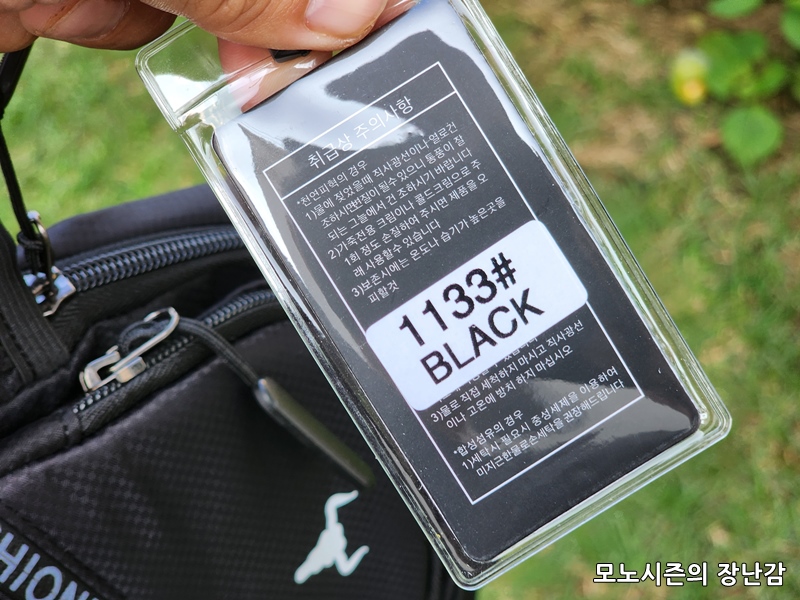 취급상 주의사항
*천연피혁의 경우
1)물에 젖었을때 직사광선이나 열로건
조하시면변질이 될수있으니 통풍이 잘
되는 그늘에서 건 조하시기 바랍니다
2)가죽전용 크림이나 콜드크림으로 주
1회 정도 손질하여 주시면 제품을 오
래 사용할수 있습니다
3)보존시에는 온도나 습기가 높은곳을
피할것
1133#
BLACK
3)물로 직접 세척하지 마시고 직사광선
이나 고온에 방치 하지 마십시오
*합성섬유의 경우
1)세탁시 필요시 중성세제을 이용하여
미지근한물로손세탁을권장해드립니다
HION
모노시즌의 장난감